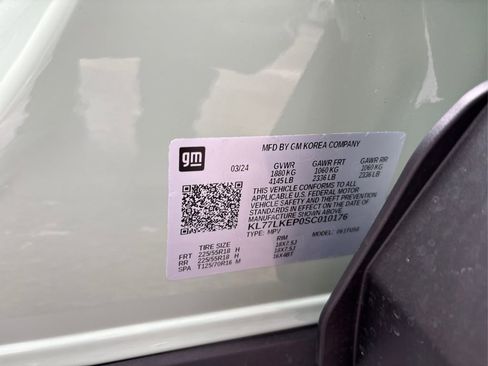 MFD BY GM KOREA COMPANY
gm
03/24 GVWR GAWR FRT GAWR RR
1880 KG 1060 KG 1060 KG
4145 LB 2336 LB 2336 LB
THIS VEHICLE CONFORMS TO ALL
APPLICABLE U.S. FEDERAL MOTOR
VEHICLE SAFETY AND THEFT
PREVENTION STANDARDS IN
EFFECT ON THE DATE OF
MANUFACTURE SHOWN ABOVE
KL77LKEP0SC010176
TYPE: MPV MODEL:
TIRE SIZE RIM
FRT 225/55R18 H 18X7.5J
RR 225/55R18 H 18X7.5J
SPA T125/70R16 M 16X4BT